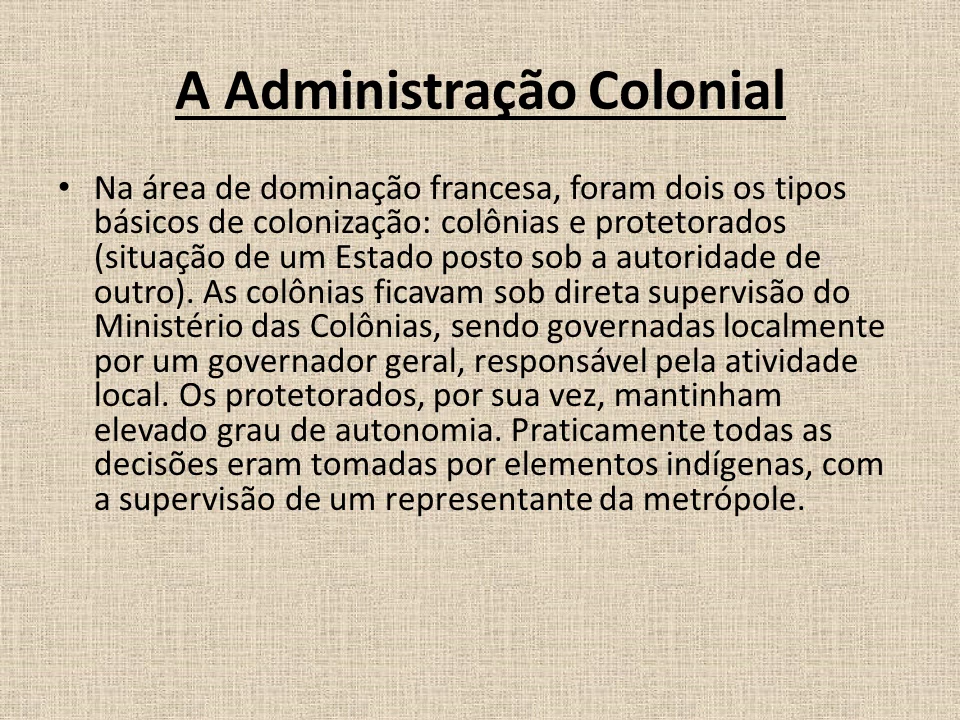 A Administração Colonial
• Na área de dominação francesa, foram dois os tipos
básicos de colonização: colônias e protetorados
(situação de um Estado posto sob a autoridade de
outro). As colônias ficavam sob direta supervisão do
Ministério das Colônias, sendo governadas localmente
por um governador geral, responsável pela atividade
local. Os protetorados, por sua vez, mantinham
elevado grau de autonomia. Praticamente todas as
decisões eram tomadas por elementos indígenas, com
a supervisão de um representante da metrópole.